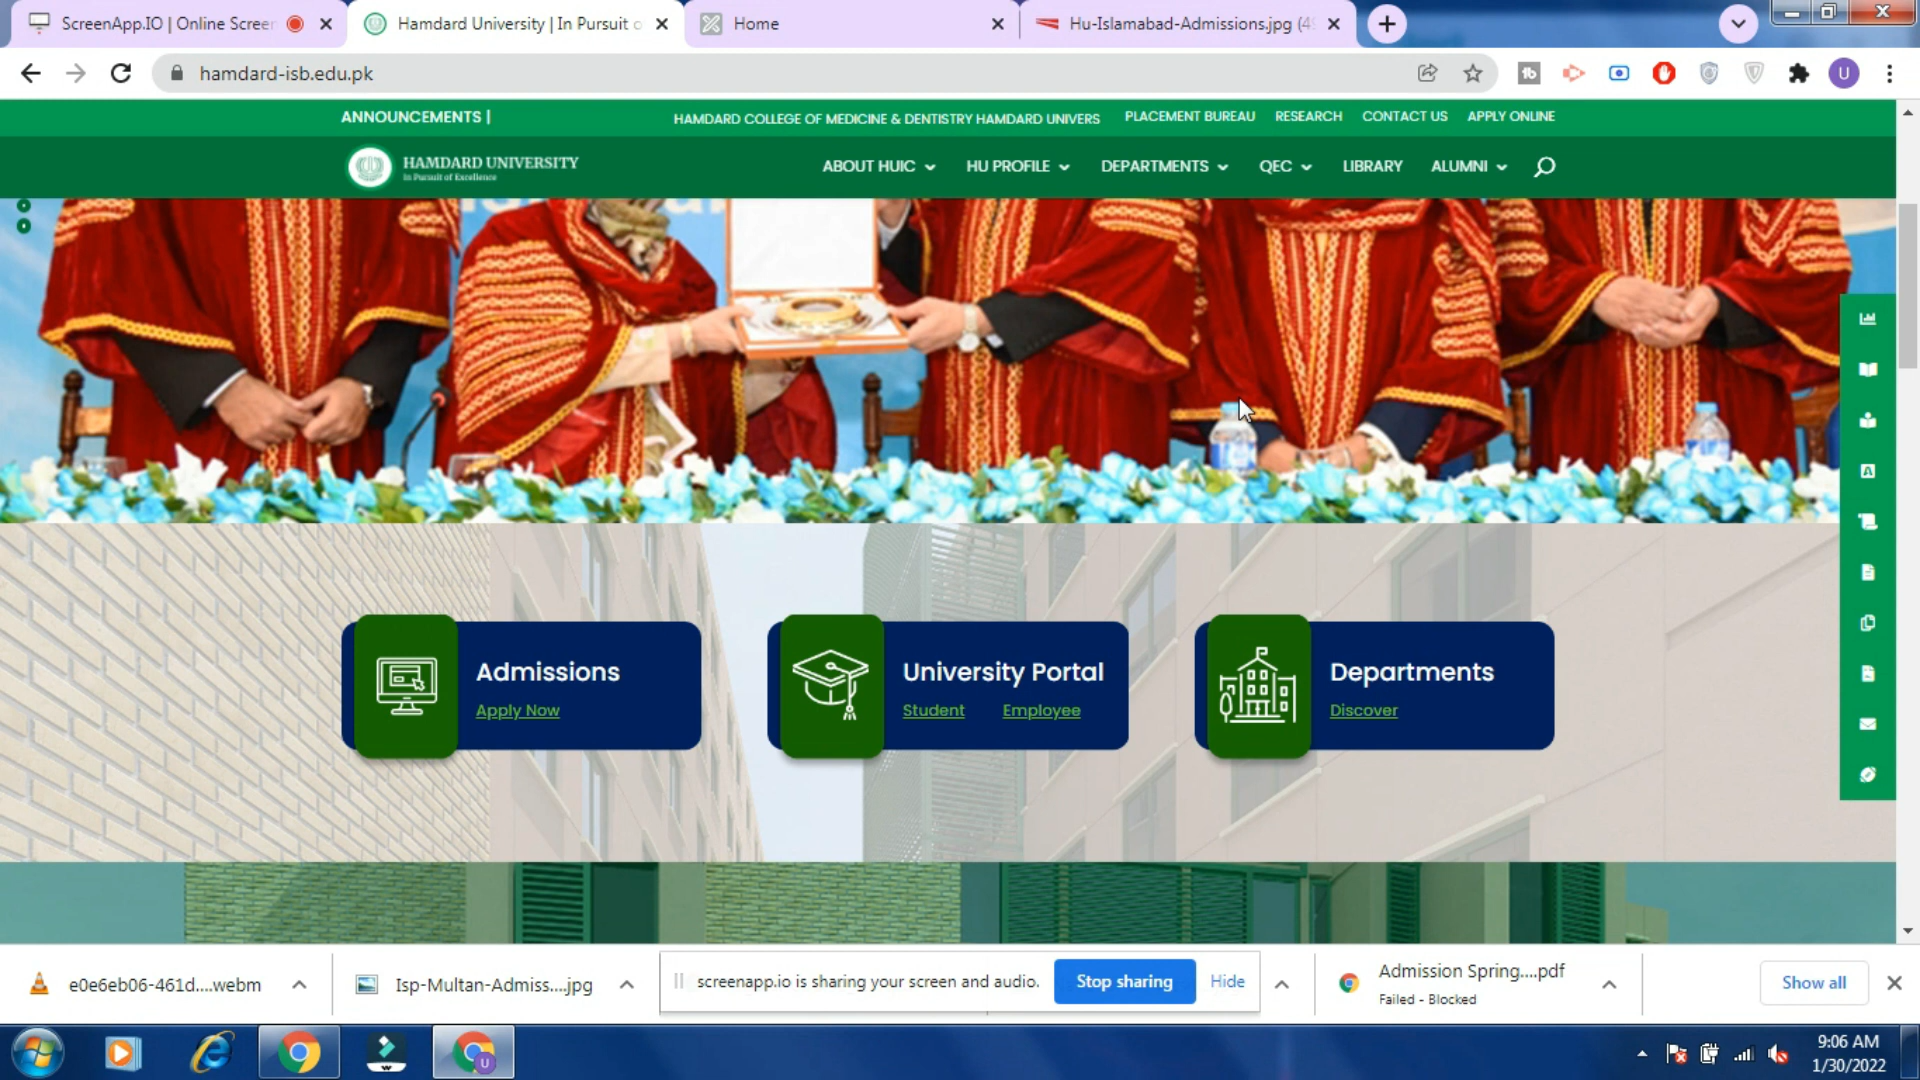 ScreenApp.IO | Online Screen
Hamdard University | In Pursuit o
Home
Hu-Islamabad-Admissions.jpg (4
hamdard-isb.edu.pk
U
ANNOUNCEMENTS |
HAMDARD COLLEGE OF MEDICINE & DENTISTRY HAMDARD UNIVERS
PLACEMENT BUREAU
RESEARCH
CONTACT US
APPLY ONLINE
HAMDARD UNIVERSITY
In Pursuit of Excellence
ABOUT HUIC
HU PROFILE
DEPARTMENTS
QEC
LIBRARY
ALUMNI
Admissions
Apply Now
University Portal
Student
Employee
Departments
Discover
e0e6eb06-461d....webm
Isp-Multan-Admiss....jpg
screenapp.io is sharing your screen and audio.
Stop sharing
Hide
Admission Spring....pdf
Failed - Blocked
Show all
9:06 AM
1/30/2022